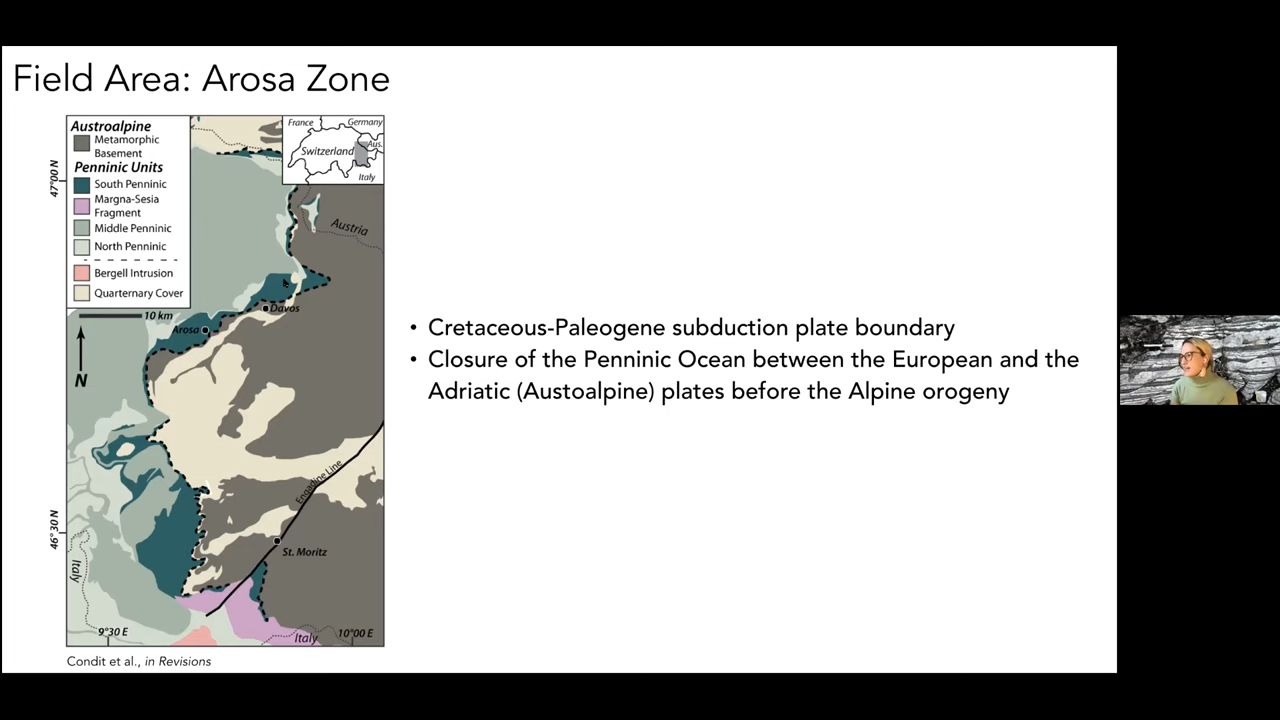 Field Area: Arosa Zone
Austroalpine
Metamorphic
Basement
Penninic Units
South Penninic
Margna-Sesia
Fragment
Middle Penninic
North Penninic
Bergell Intrusion
Quarternary Cover
10 km
N
France
Germany
Aus.
Switzerland
Italy
47°00 N
Austria
Davos
Arosa
Engadine Line
46°30 N
St. Moritz
Italy
9°30 E
Italy
10°00 E
Condit et al., in Revisions
• Cretaceous-Paleogene subduction plate boundary
• Closure of the Penninic Ocean between the European and the
Adriatic (Austoalpine) plates before the Alpine orogeny